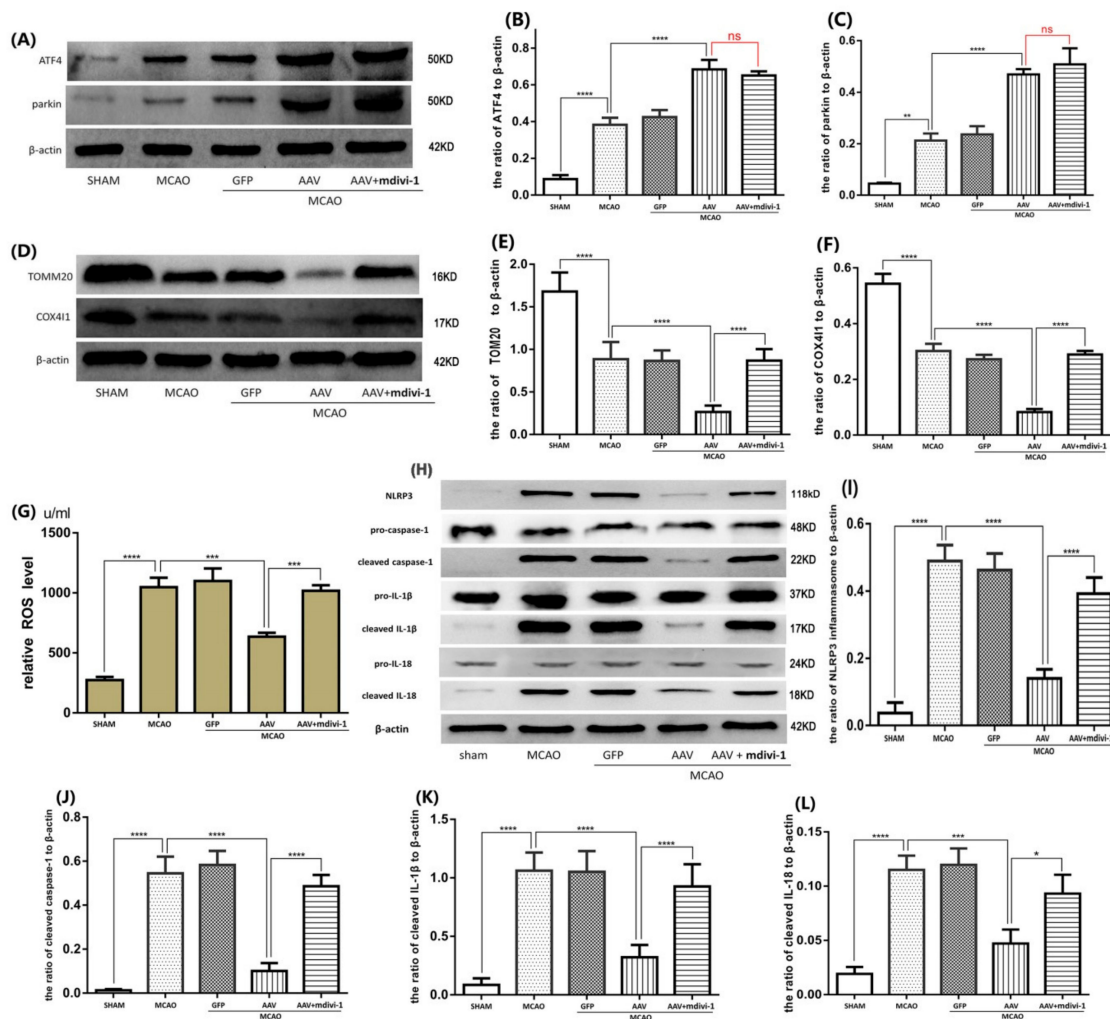 (A)
ATF4 50KD
parkin 50KD
β-actin 42KD
SHAM MCAO GFP AAV AAV+mdivi-1
MCAO
(B)
the ratio of ATF4 to β-actin
0.8
0.6
0.4
0.2
0.0
**** **** ns
SHAM MCAO GFP AAV AAV+mdivi-1
MCAO
(C)
the ratio of parkin to β-actin
0.6
0.4
0.2
0.0
** **** ns
SHAM MCAO GFP AAV AAV+mdivi-1
MCAO
(D)
TOMM20 16KD
COX4I1 17KD
β-actin 42KD
SHAM MCAO GFP AAV AAV+mdivi-1
MCAO
(E)
the ratio of TOM20 to β-actin
2.0
1.5
1.0
0.5
0.0
**** **** ****
SHAM MCAO GFP AAV AAV+mdivi-1
MCAO
(F)
the ratio of COX4I1 to β-actin
0.6
0.4
0.2
0.0
**** **** ****
SHAM MCAO GFP AAV AAV+mdivi-1
MCAO
(G)
u/ml
relative ROS level
1500
1000
500
0
**** *** ***
SHAM MCAO GFP AAV AAV+mdivi-1
MCAO
(H)
NLRP3 118kD
pro-caspase-1 48KD
cleaved caspase-1 22KD
pro-IL-1β 37KD
cleaved IL-1β 17KD
pro-IL-18 24KD
cleaved IL-18 18KD
β-actin 42KD
sham MCAO GFP AAV AAV + mdivi-1
MCAO
(I)
the ratio of NLRP3 inflammasome to β-actin
0.6
0.4
0.2
0.0
**** **** ****
SHAM MCAO GFP AAV AAV+mdivi-1
MCAO
(J)
the ratio of cleaved caspase-1 to β-actin
0.8
0.6
0.4
0.2
0.0
**** **** ****
SHAM MCAO GFP AAV AAV+mdivi-1
MCAO
(K)
the ratio of cleaved IL-1β to β-actin
1.5
1.0
0.5
0.0
**** **** ****
SHAM MCAO GFP AAV AAV+mdivi-1
MCAO
(L)
the ratio of cleaved IL-18 to β-actin
0.15
0.10
0.05
0.00
**** *** *
SHAM MCAO GFP AAV AAV+mdivi-1
MCAO